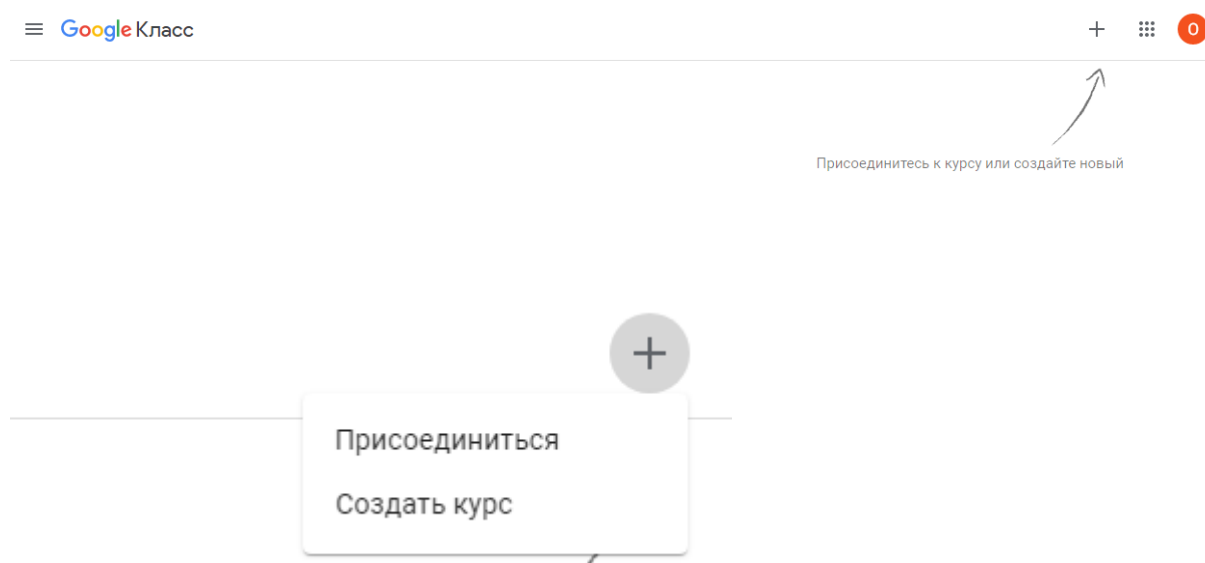 Google Класс
О
Присоединитесь к курсу или создайте новый
Присоединиться
Создать курс